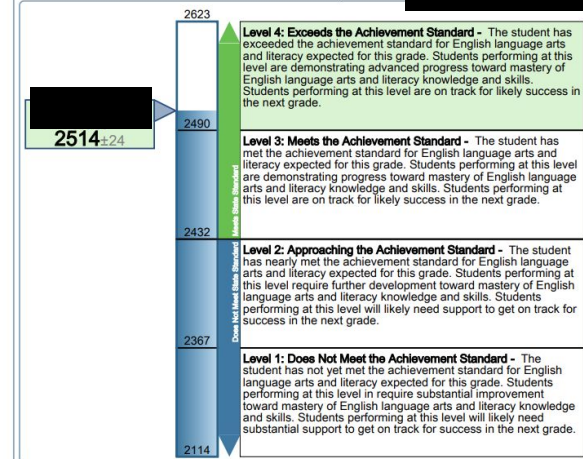 2623
Level 4: Exceeds the Achievement Standard - The student has
exceeded the achievement standard for English language arts
and literacy expected for this grade. Students performing at this
level are demonstrating advanced progress toward mastery of
English language arts and literacy knowledge and skills.
Students performing at this level are on track for likely success in
the next grade.
2514±24
2490
Level 3: Meets the Achievement Standard - The student has
met the achievement standard for English language arts and
literacy expected for this grade. Students performing at this level
are demonstrating progress toward mastery of English language
arts and literacy knowledge and skills. Students performing at
this level are on track for likely success in the next grade.
Meets State Standard
2432
Level 2: Approaching the Achievement Standard - The student
has nearly met the achievement standard for English language
arts and literacy expected for this grade. Students performing at
this level require further development toward mastery of English
language arts and literacy knowledge and skills. Students
performing at this level will likely need support to get on track for
success in the next grade.
Does Not Meet State Standard
2367
Level 1: Does Not Meet the Achievement Standard - The
student has not yet met the achievement standard for English
language arts and literacy expected for this grade. Students
performing at this level in require substantial improvement
toward mastery of English language arts and literacy knowledge
and skills. Students performing at this level will likely need
substantial support to get on track for success in the next grade.
2114